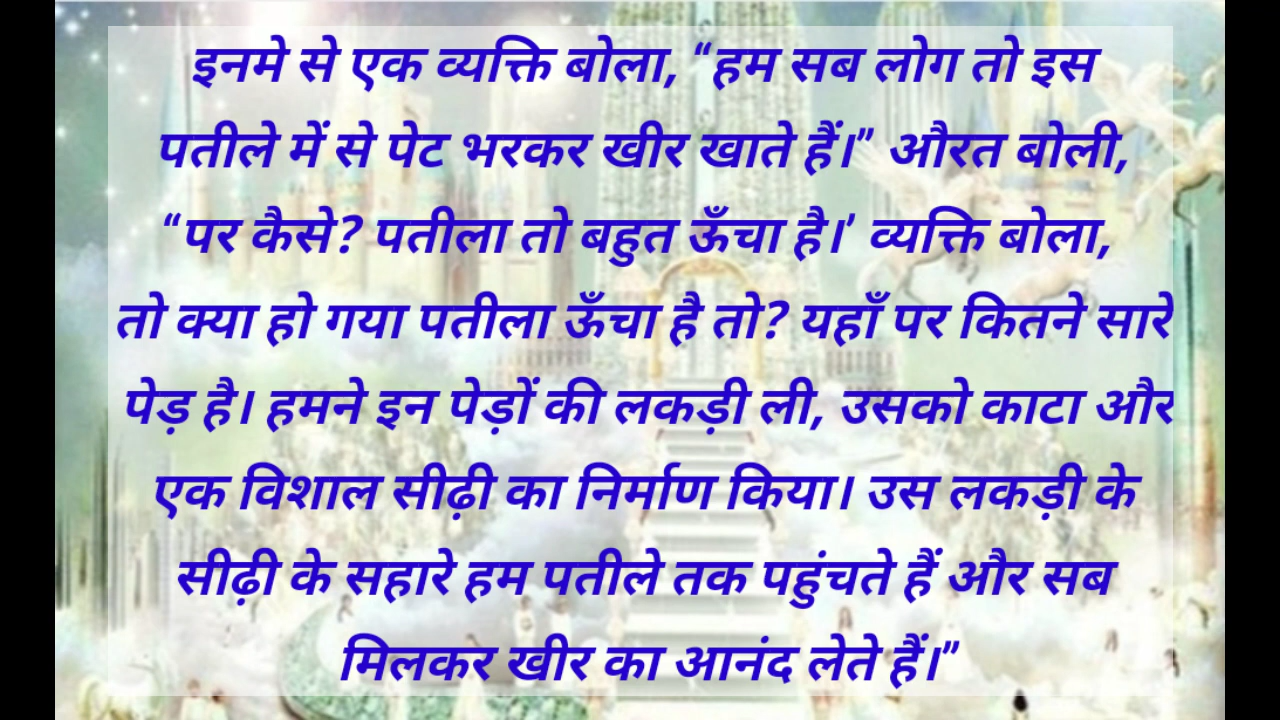 इनमे से एक व्यक्ति बोला, “हम सब लोग तो इस
पतीले में से पेट भरकर खीर खाते हैं।” औरत बोली,
“पर कैसे? पतीला तो बहुत ऊँचा है।’ व्यक्ति बोला,
तो क्या हो गया पतीला ऊँचा है तो? यहाँ पर कितने सारे
पेड़ है। हमने इन पेड़ों की लकड़ी ली, उसको काटा और
एक विशाल सीढ़ी का निर्माण किया। उस लकड़ी के
सीढ़ी के सहारे हम पतीले तक पहुंचते हैं और सब
मिलकर खीर का आनंद लेते हैं।”